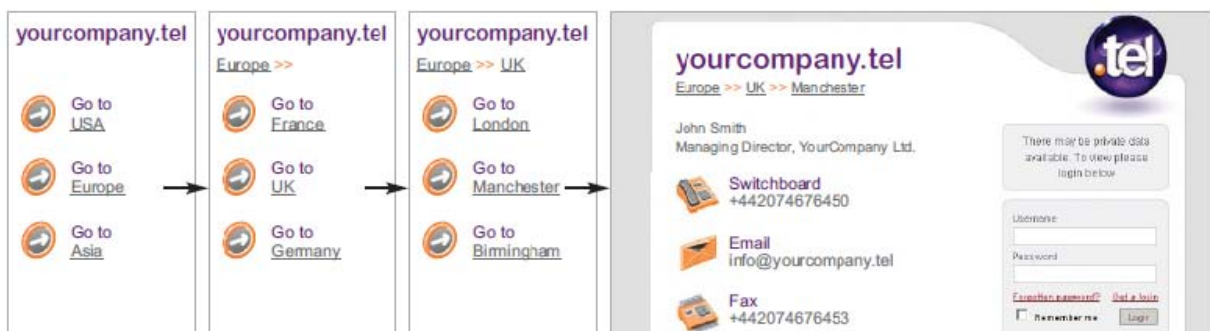 yourcompany.tel
Go to
USA
Go to
Europe
Go to
Asia
yourcompany.tel
Europe >>
Go to
France
Go to
UK
Go to
Germany
yourcompany.tel
Europe >> UK
Go to
London
Go to
Manchester
Go to
Birmingham
yourcompany.tel
Europe >> UK >> Manchester
John Smith
Managing Director, YourCompany Ltd.
Switchboard
+442074676450
Email
info@yourcompany.tel
Fax
+442074676453
.tel
There may be private data
available. To view please
login below
Username
Password
Forgotten password? Get a login
Remember me Login